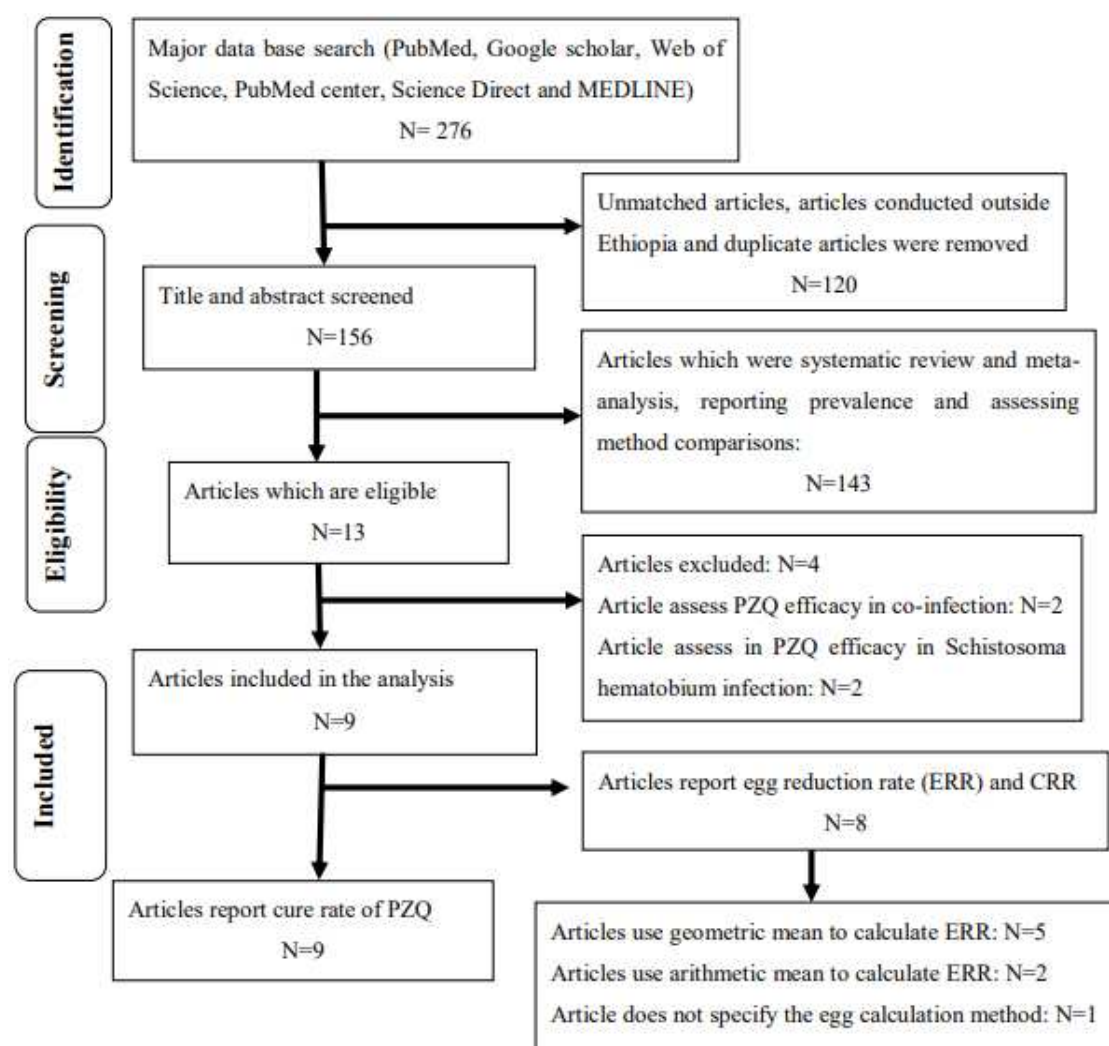 Identification
Major data base search (PubMed, Google scholar, Web of
Science, PubMed center, Science Direct and MEDLINE)
N= 276
Unmatched articles, articles conducted outside
Ethiopia and duplicate articles were removed
N=120
Screening
Title and abstract screened
N=156
Articles which were systematic review and meta-
analysis, reporting prevalence and assessing
method comparisons:
N=143
Eligibility
Articles which are eligible
N=13
Articles excluded: N=4
Article assess PZQ efficacy in co-infection: N=2
Article assess in PZQ efficacy in Schistosoma
hematobium infection: N=2
Included
Articles included in the analysis
N=9
Articles report egg reduction rate (ERR) and CRR
N=8
Articles report cure rate of PZQ
N=9
Articles use geometric mean to calculate ERR: N=5
Articles use arithmetic mean to calculate ERR: N=2
Article does not specify the egg calculation method: N=1